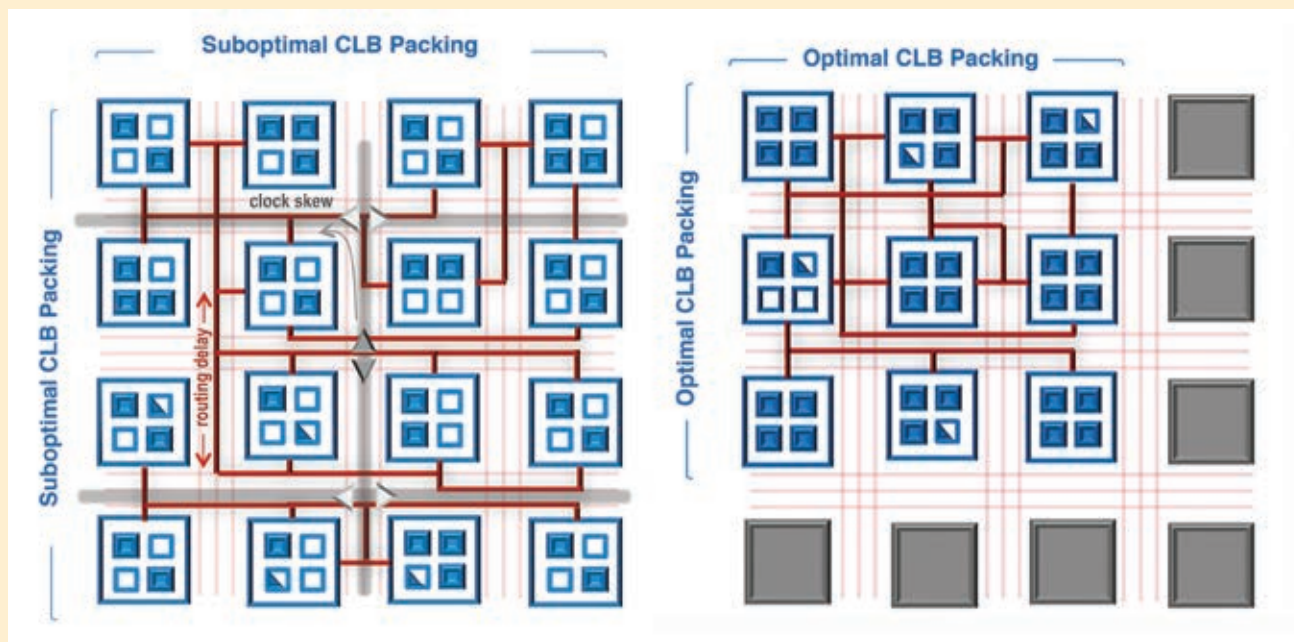 Suboptimal CLB Packing
Suboptimal CLB Packing
clock skew
routing delay
Optimal CLB Packing
Optimal CLB Packing